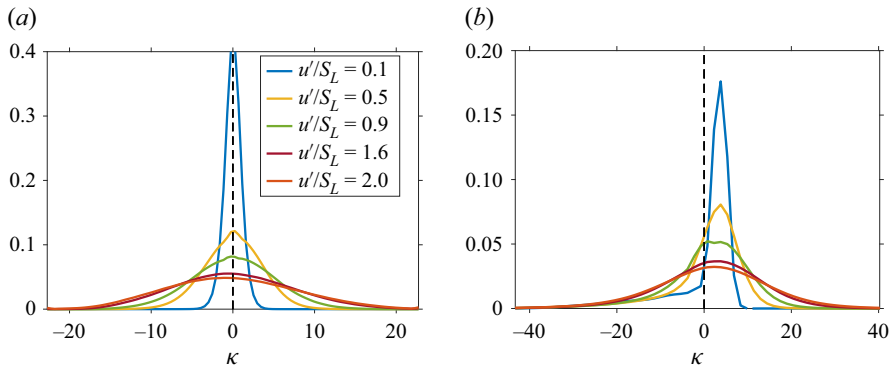 (a)
0.4
0.3
0.2
0.1
0
−20
−10
0
10
20
κ
u′/S_L = 0.1
u′/S_L = 0.5
u′/S_L = 0.9
u′/S_L = 1.6
u′/S_L = 2.0
(b)
0.20
0.15
0.10
0.05
0
−40
−20
0
20
40
κ